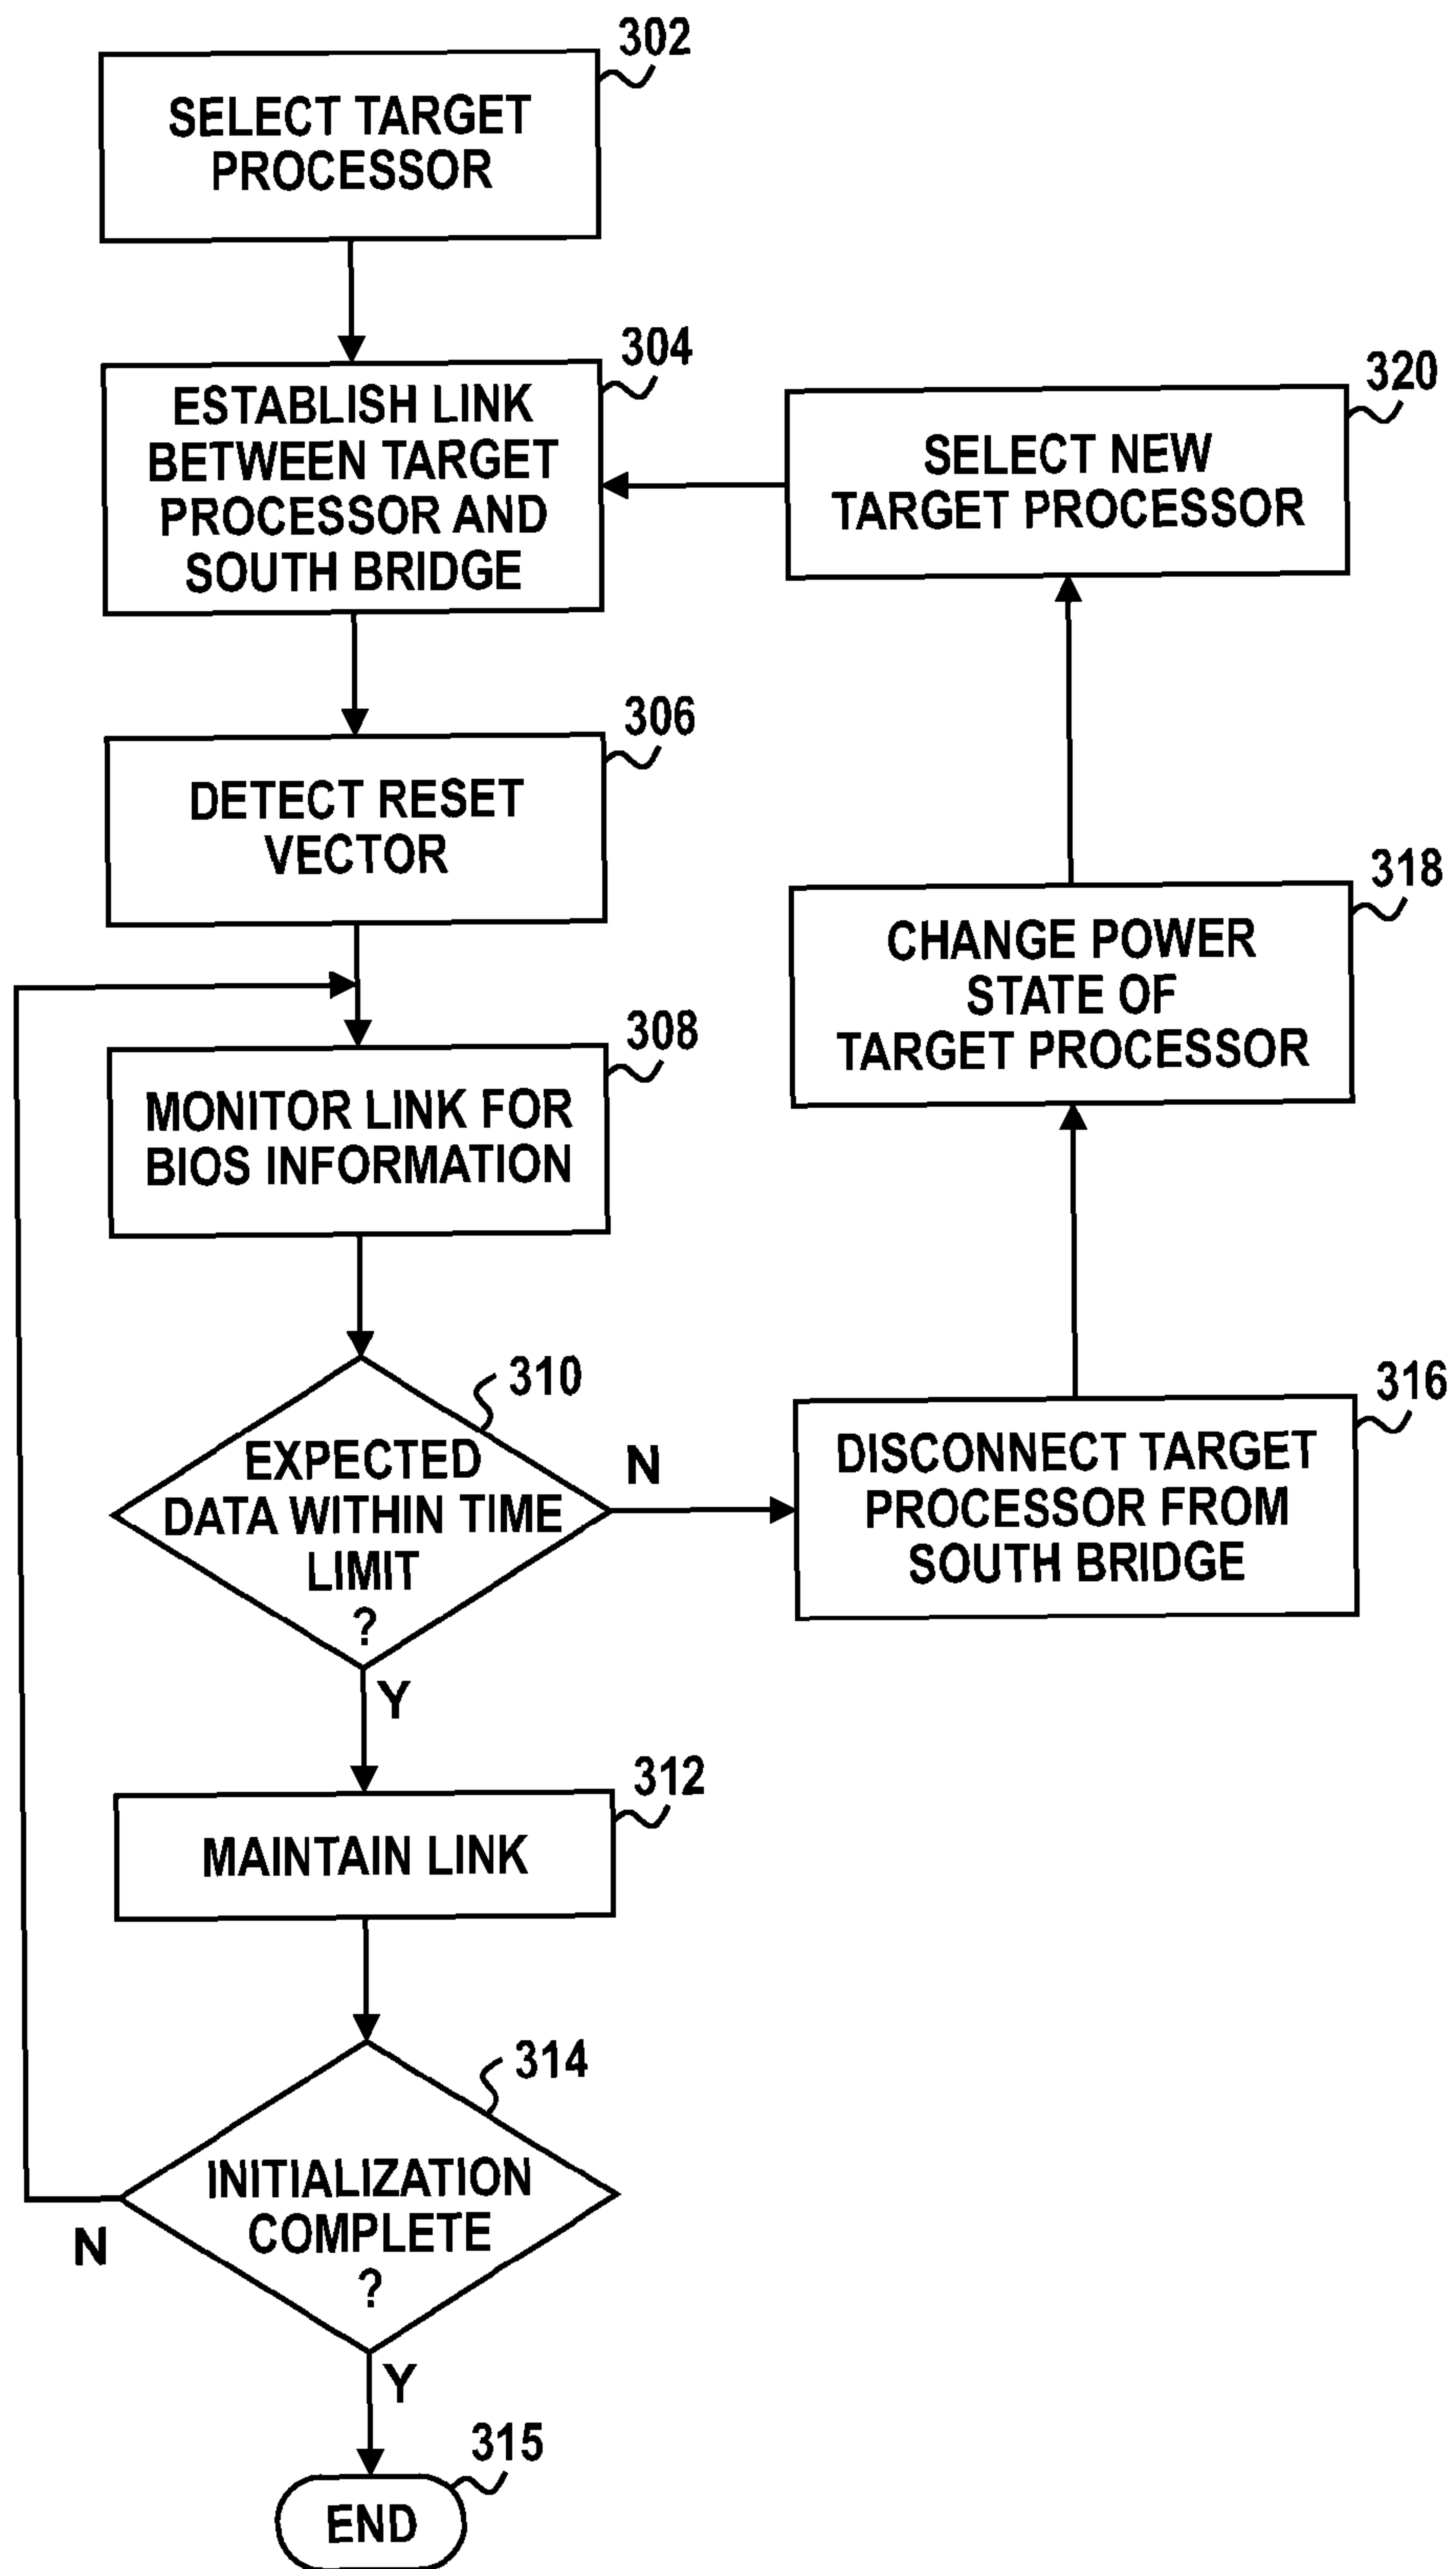 302
SELECT TARGET
PROCESSOR
304
ESTABLISH LINK
BETWEEN TARGET
PROCESSOR AND
SOUTH BRIDGE
320
SELECT NEW
TARGET PROCESSOR
306
DETECT RESET
VECTOR
318
CHANGE POWER
STATE OF
TARGET PROCESSOR
308
MONITOR LINK FOR
BIOS INFORMATION
310
EXPECTED
DATA WITHIN TIME
LIMIT
?
N
Y
316
DISCONNECT TARGET
PROCESSOR FROM
SOUTH BRIDGE
312
MAINTAIN LINK
314
INITIALIZATION
COMPLETE
?
N
Y
315
END